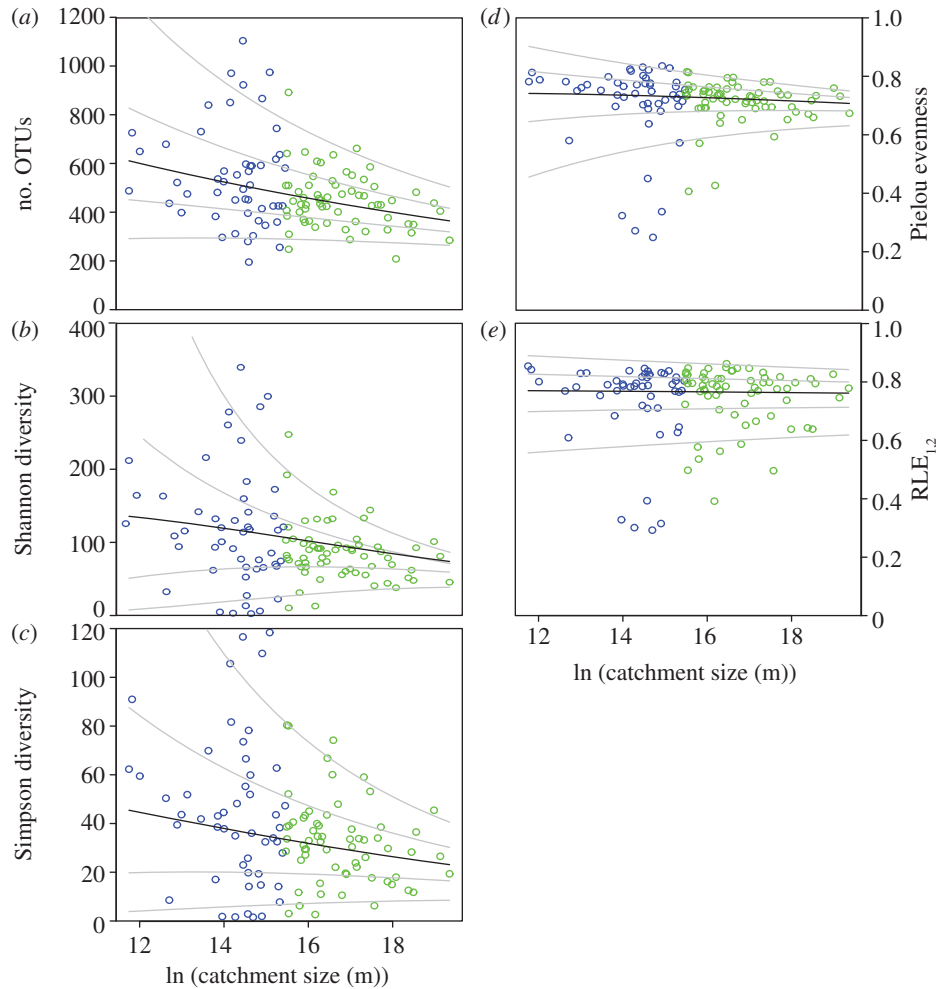 (a)
1200
1000
800
600
400
200
0
no. OTUs
(b)
400
300
200
100
0
Shannon diversity
(c)
120
100
80
60
40
20
0
Simpson diversity
12 14 16 18
ln (catchment size (m))
(d)
1.0
0.8
0.6
0.4
0.2
0
Pielou evenness
(e)
1.0
0.8
0.6
0.4
0.2
0
RLE1,2
12 14 16 18
ln (catchment size (m))